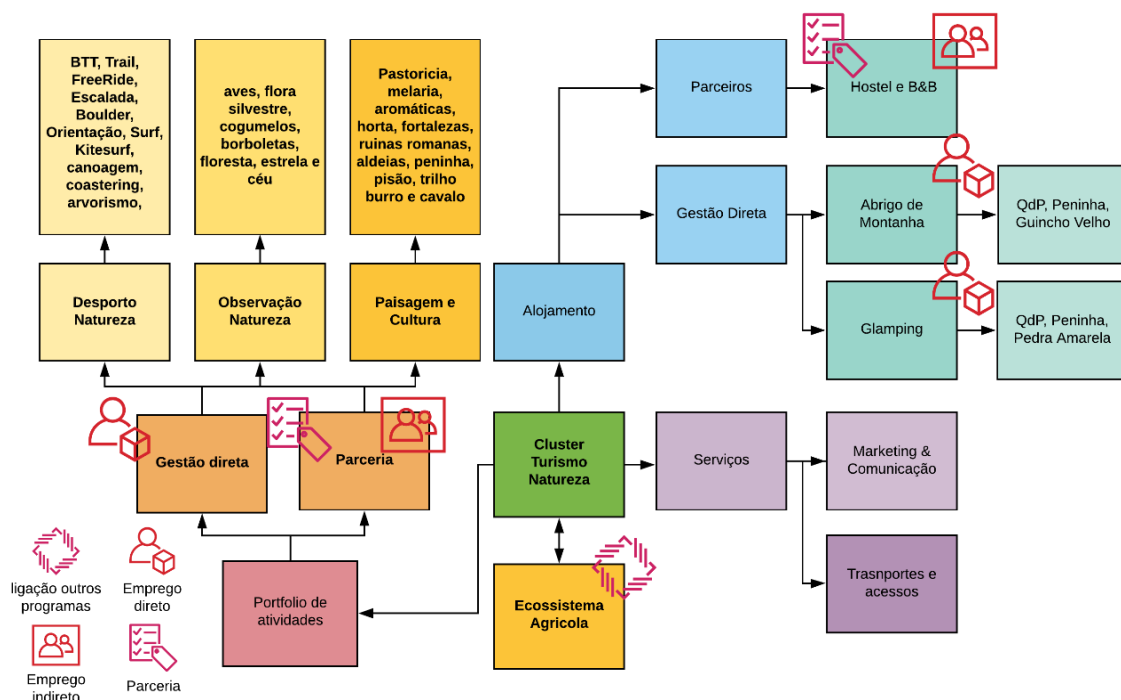 BTT, Trail,
FreeRide,
Escalada,
Boulder,
Orientação, Surf,
Kitesurf,
canoagem,
coastering,
arvorismo,
aves, flora
silvestre,
cogumelos,
borboletas,
floresta, estrela e
céu
Pastoricia,
melaria,
aromáticas,
horta, fortalezas,
ruinas romanas,
aldeias, peninha,
pisão, trilho
burro e cavalo
Parceiros
Hostel e B&B
Gestão Direta
Abrigo de
Montanha
QdP, Peninha,
Guincho Velho
Desporto
Natureza
Observação
Natureza
Paisagem e
Cultura
Alojamento
Glamping
QdP, Peninha,
Pedra Amarela
Gestão direta
Parceria
Cluster
Turismo
Natureza
Serviços
Marketing &
Comunicação
ligação outros
programas
Emprego
direto
Portfolio de
atividades
Ecossistema
Agricola
Trasnportes e
acessos
Emprego
indireto
Parceria